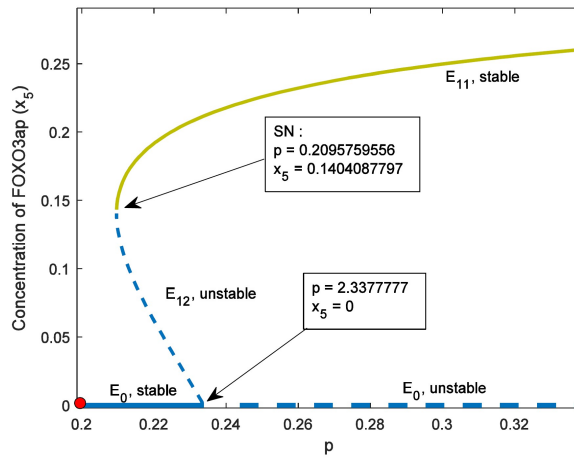 Concentration of FOXO3ap (x5)
0.25
0.2
0.15
0.1
0.05
0
E11, stable
SN :
p = 0.2095759556
x5 = 0.1404087797
E12, unstable
p = 2.3377777
x5 = 0
E0, stable
E0, unstable
0.2 0.22 0.24 0.26 0.28 0.3 0.32
p